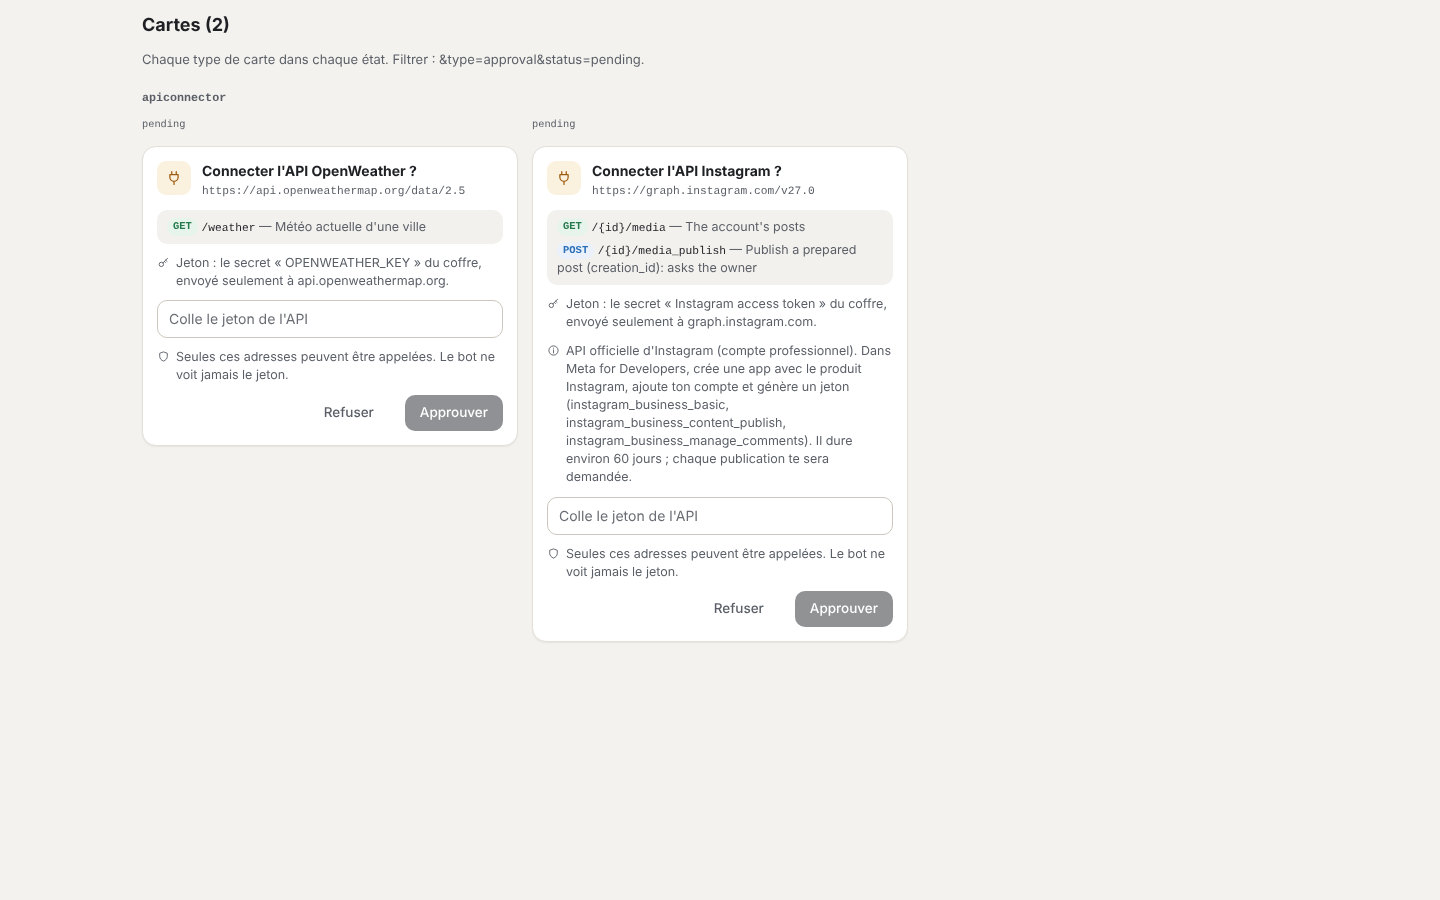 Cartes (2)
Chaque type de carte dans chaque état. Filtrer : &type=approval&status=pending.
apiconnector
pending
Connecter l'API OpenWeather ?
https://api.openweathermap.org/data/2.5
GET /weather — Météo actuelle d'une ville
Jeton : le secret « OPENWEATHER_KEY » du coffre,
envoyé seulement à api.openweathermap.org.
Colle le jeton de l'API
Seules ces adresses peuvent être appelées. Le bot ne
voit jamais le jeton.
Refuser
Approuver
pending
Connecter l'API Instagram ?
https://graph.instagram.com/v27.0
GET /{id}/media — The account's posts
POST /{id}/media_publish — Publish a prepared
post (creation_id): asks the owner
Jeton : le secret « Instagram access token » du coffre,
envoyé seulement à graph.instagram.com.
API officielle d'Instagram (compte professionnel). Dans
Meta for Developers, crée une app avec le produit
Instagram, ajoute ton compte et génère un jeton
(instagram_business_basic,
instagram_business_content_publish,
instagram_business_manage_comments). Il dure
environ 60 jours ; chaque publication te sera
demandée.
Colle le jeton de l'API
Seules ces adresses peuvent être appelées. Le bot ne
voit jamais le jeton.
Refuser
Approuver